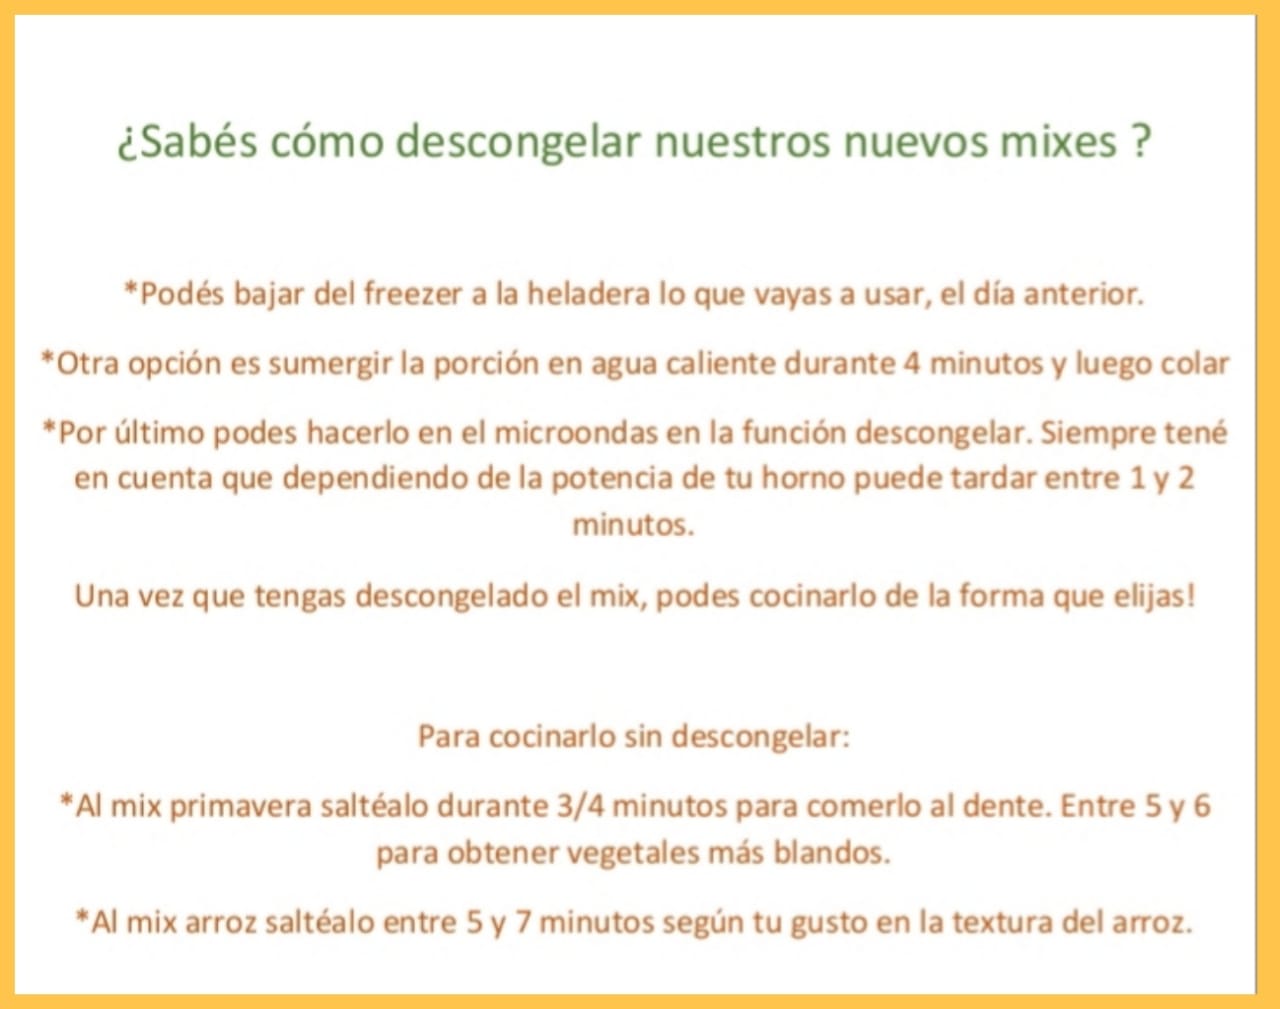 ¿Sabés cómo descongelar nuestros nuevos mixes ?
*Podés bajar del freezer a la heladera lo que vayas a usar, el día anterior.
*Otra opción es sumergir la porción en agua caliente durante 4 minutos y luego colar
*Por último podes hacerlo en el microondas en la función descongelar. Siempre tené
en cuenta que dependiendo de la potencia de tu horno puede tardar entre 1 y 2
minutos.
Una vez que tengas descongelado el mix, podes cocinarlo de la forma que elijas!
Para cocinarlo sin descongelar:
*Al mix primavera saltéalo durante 3/4 minutos para comerlo al dente. Entre 5 y 6
para obtener vegetales más blandos.
*Al mix arroz saltéalo entre 5 y 7 minutos según tu gusto en la textura del arroz.